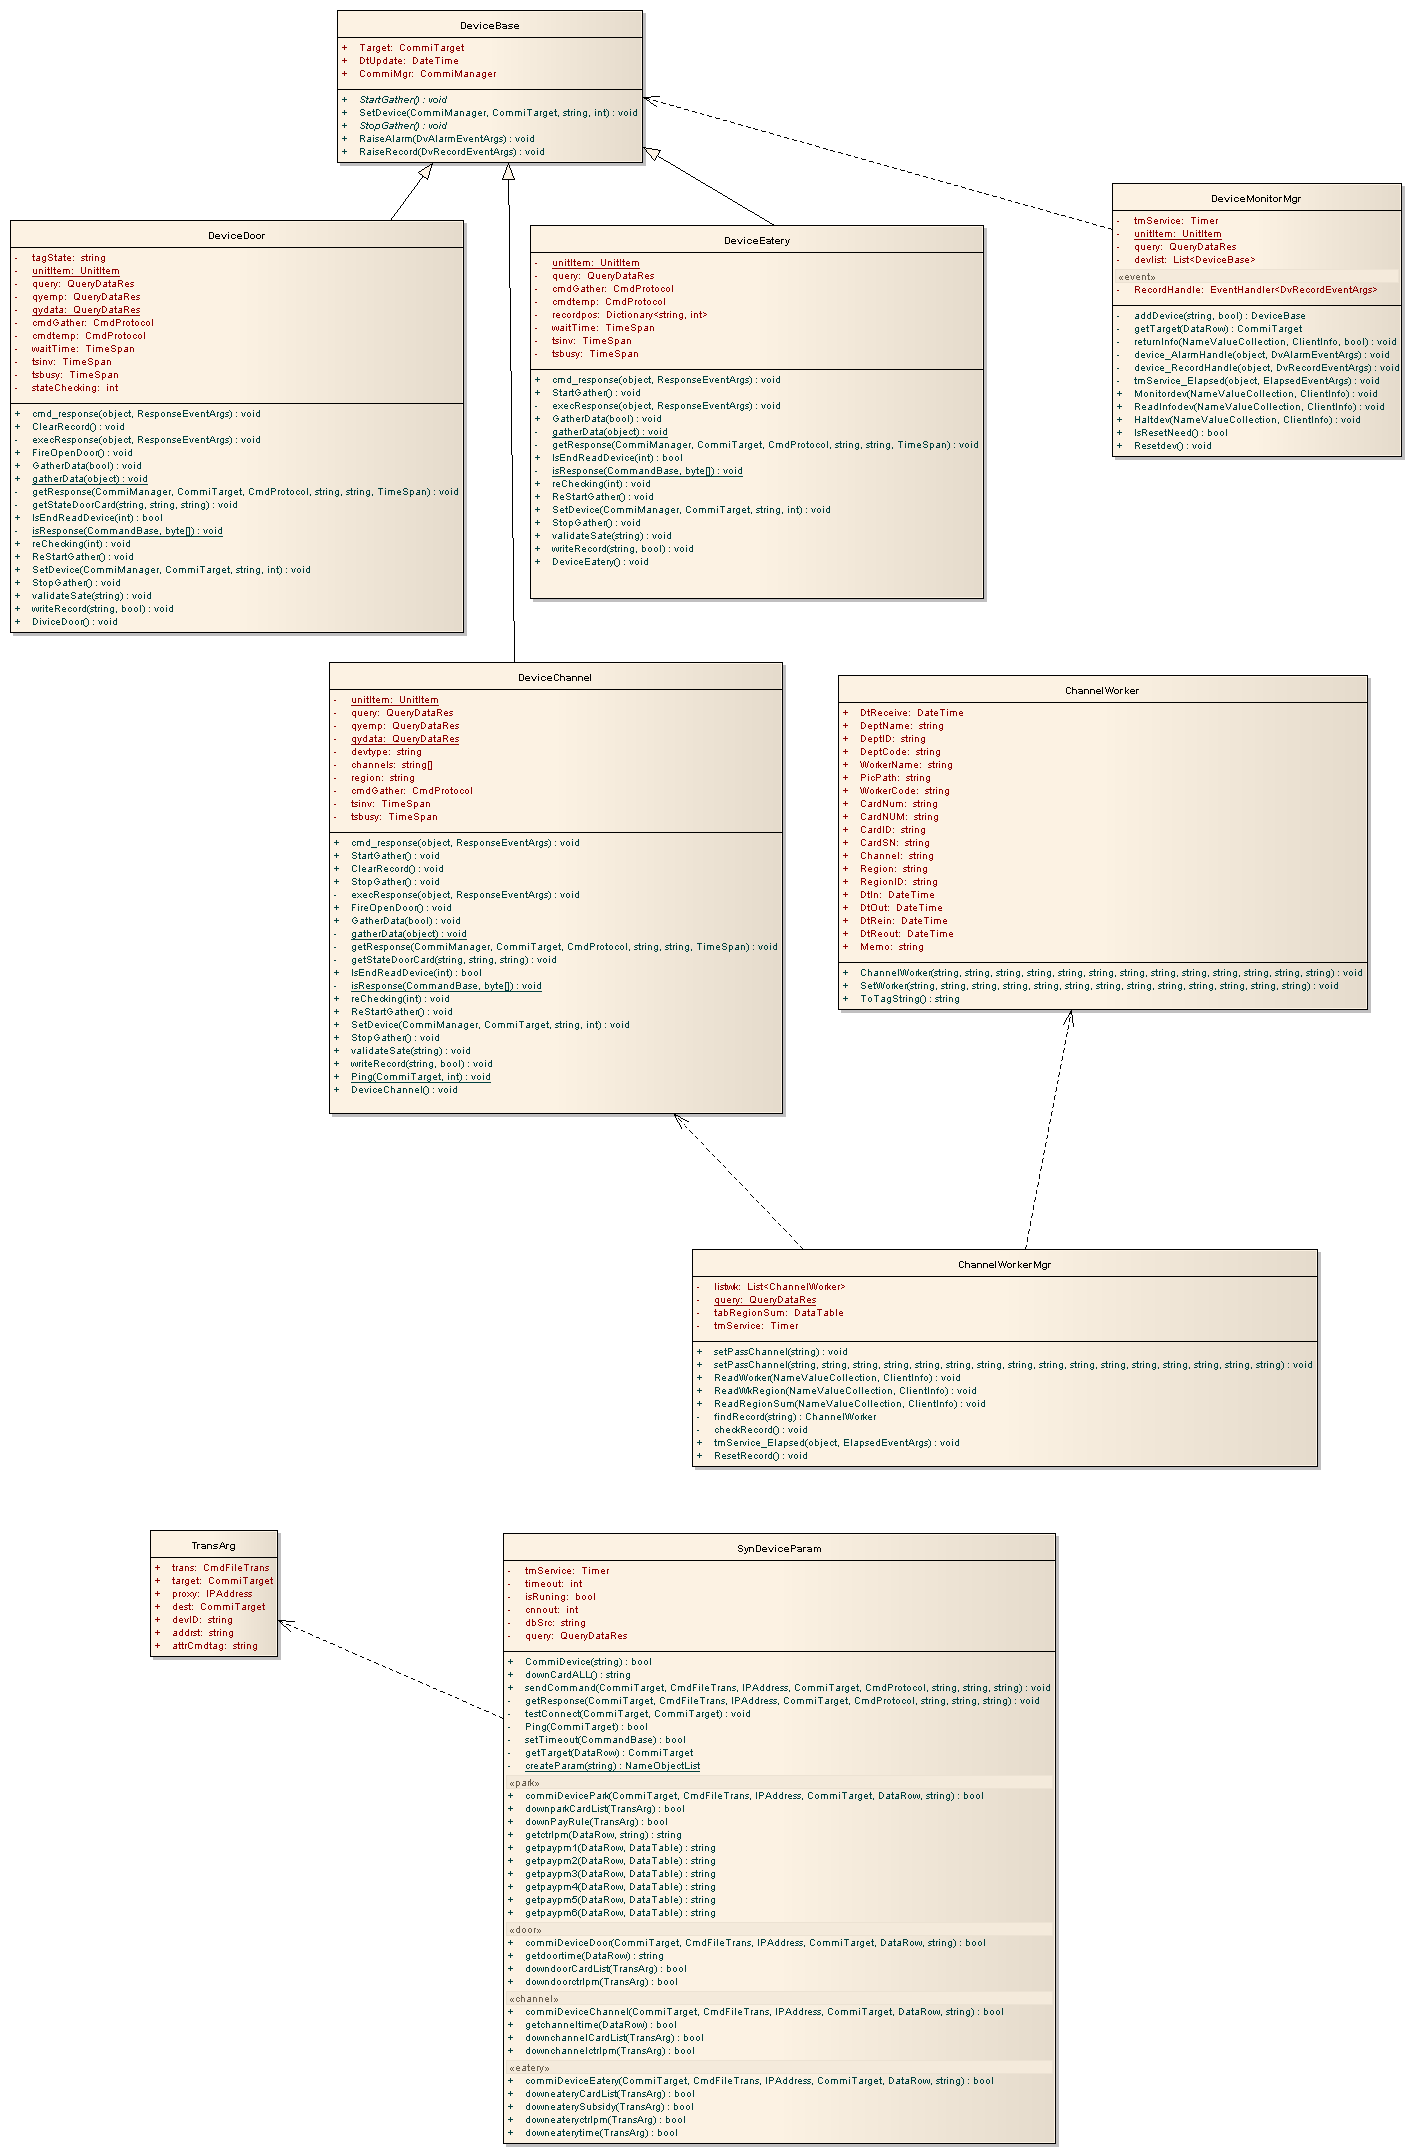 DeviceBase
+ Target: CommiTarget
+ DtUpdate: DateTime
+ CommiMgr: CommiManager
+ StartGather() : void
+ SetDevice(CommiManager, CommiTarget, string, int) : void
+ StopGather() : void
+ RaiseAlarm(DvAlarmEventArgs) : void
+ RaiseRecord(DvRecordEventArgs) : void
DeviceMonitorMgr
- tmService: Timer
- unitItem: UnitItem
- query: QueryDataRes
- devlist: List<DeviceBase>
«event»
- RecordHandle: EventHandler<DvRecordEventArgs>
- addDevice(string, bool) : DeviceBase
- getTarget(DataRow) : CommiTarget
- returnInfo(NameValueCollection, ClientInfo, bool) : void
- device_AlarmHandle(object, DvAlarmEventArgs) : void
- device_RecordHandle(object, DvRecordEventArgs) : void
- tmService_Elapsed(object, ElapsedEventArgs) : void
+ Monitordev(NameValueCollection, ClientInfo) : void
+ ReadInfodev(NameValueCollection, ClientInfo) : void
+ Haltdev(NameValueCollection, ClientInfo) : void
+ IsResetNeed() : bool
+ Resetdev() : void
DeviceDoor
- tagState: string
- unitItem: UnitItem
- query: QueryDataRes
- qyemp: QueryDataRes
- qydata: QueryDataRes
- cmdGather: CmdProtocol
- cmdtemp: CmdProtocol
- waitTime: TimeSpan
- tsinv: TimeSpan
- tsbusy: TimeSpan
- stateChecking: int
+ cmd_response(object, ResponseEventArgs) : void
+ ClearRecord() : void
- execResponse(object, ResponseEventArgs) : void
+ FireOpenDoor() : void
+ GatherData(bool) : void
+ gatherData(object) : void
- getResponse(CommiManager, CommiTarget, CmdProtocol, string, string, TimeSpan) : void
- getStateDoorCard(string, string, string) : void
+ IsEndReadDevice(int) : bool
- isResponse(CommandBase, byte[]) : void
+ reChecking(int) : void
+ ReStartGather() : void
+ SetDevice(CommiManager, CommiTarget, string, int) : void
+ StopGather() : void
+ validateSate(string) : void
+ writeRecord(string, bool) : void
+ DiviceDoor() : void
DeviceEatery
- unitItem: UnitItem
- query: QueryDataRes
- cmdGather: CmdProtocol
- cmdtemp: CmdProtocol
- recordpos: Dictionary<string, int>
- waitTime: TimeSpan
- tsinv: TimeSpan
- tsbusy: TimeSpan
+ cmd_response(object, ResponseEventArgs) : void
+ StartGather() : void
- execResponse(object, ResponseEventArgs) : void
+ GatherData(bool) : void
- gatherData(object) : void
- getResponse(CommiManager, CommiTarget, CmdProtocol, string, string, TimeSpan) : void
+ IsEndReadDevice(int) : bool
- isResponse(CommandBase, byte[]) : void
+ reChecking(int) : void
+ ReStartGather() : void
+ SetDevice(CommiManager, CommiTarget, string, int) : void
+ StopGather() : void
+ validateSate(string) : void
+ writeRecord(string, bool) : void
+ DeviceEatery() : void
DeviceChannel
- unitItem: UnitItem
- query: QueryDataRes
- qyemp: QueryDataRes
- qydata: QueryDataRes
- devtype: string
- channels: string[]
- region: string
- cmdGather: CmdProtocol
- tsinv: TimeSpan
- tsbusy: TimeSpan
+ cmd_response(object, ResponseEventArgs) : void
+ StartGather() : void
+ ClearRecord() : void
+ StopGather() : void
- execResponse(object, ResponseEventArgs) : void
+ FireOpenDoor() : void
+ GatherData(bool) : void
- gatherData(object) : void
- getResponse(CommiManager, CommiTarget, CmdProtocol, string, string, TimeSpan) : void
- getStateDoorCard(string, string, string) : void
+ IsEndReadDevice(int) : bool
- isResponse(CommandBase, byte[]) : void
+ reChecking(int) : void
+ ReStartGather() : void
+ SetDevice(CommiManager, CommiTarget, string, int) : void
+ StopGather() : void
+ validateSate(string) : void
+ writeRecord(string, bool) : void
+ Ping(CommiTarget, int) : void
+ DeviceChannel() : void
ChannelWorker
+ DtReceive: DateTime
+ DeptName: string
+ DeptID: string
+ DeptCode: string
+ WorkerName: string
+ PicPath: string
+ WorkerCode: string
+ CardNum: string
+ CardNUM: string
+ CardID: string
+ CardSN: string
+ Channel: string
+ Region: string
+ RegionID: string
+ DtIn: DateTime
+ DtOut: DateTime
+ DtRein: DateTime
+ DtReout: DateTime
+ Memo: string
+ ChannelWorker(string, string, string, string, string, string, string, string, string, string, string, string, string) : void
+ SetWorker(string, string, string, string, string, string, string, string, string, string, string, string, string) : void
+ ToTagString() : string
ChannelWorkerMgr
- listwk: List<ChannelWorker>
- query: QueryDataRes
- tabRegionSum: DataTable
- tmService: Timer
+ setPassChannel(string) : void
+ setPassChannel(string, string, string, string, string, string, string, string, string, string, string, string, string, string, string, string) : void
+ ReadWorker(NameValueCollection, ClientInfo) : void
+ ReadWkRegion(NameValueCollection, ClientInfo) : void
+ ReadRegionSum(NameValueCollection, ClientInfo) : void
- findRecord(string) : ChannelWorker
- checkRecord() : void
+ tmService_Elapsed(object, ElapsedEventArgs) : void
+ ResetRecord() : void
TransArg
+ trans: CmdFileTrans
+ target: CommiTarget
+ proxy: IPAddress
+ dest: CommiTarget
+ devID: string
+ addrst: string
+ attrCmdtag: string
SynDeviceParam
- tmService: Timer
- timeout: int
- isRuning: bool
- cnnout: int
- dbSrc: string
- query: QueryDataRes
+ CommiDevice(string) : bool
+ downCardALL() : string
+ sendCommand(CommiTarget, CmdFileTrans, IPAddress, CommiTarget, CmdProtocol, string, string, string) : void
- getResponse(CommiTarget, CmdFileTrans, IPAddress, CommiTarget, CmdProtocol, string, string, string) : void
- testConnect(CommiTarget, CommiTarget) : void
- Ping(CommiTarget) : bool
- setTimeout(CommandBase) : bool
- getTarget(DataRow) : CommiTarget
- createParam(string) : NameObjectList
«park»
+ commiDevicePark(CommiTarget, CmdFileTrans, IPAddress, CommiTarget, DataRow, string) : bool
+ downparkCardList(TransArg) : bool
+ downPayRule(TransArg) : bool
+ getctrlpm(DataRow, string) : string
+ getpaypm1(DataRow, DataTable) : string
+ getpaypm2(DataRow, DataTable) : string
+ getpaypm3(DataRow, DataTable) : string
+ getpaypm4(DataRow, DataTable) : string
+ getpaypm5(DataRow, DataTable) : string
+ getpaypm6(DataRow, DataTable) : string
«door»
+ commiDeviceDoor(CommiTarget, CmdFileTrans, IPAddress, CommiTarget, DataRow, string) : bool
+ getdoortime(DataRow) : string
+ downdoorCardList(TransArg) : bool
+ downdoorctrlpm(TransArg) : bool
«channel»
+ commiDeviceChannel(CommiTarget, CmdFileTrans, IPAddress, CommiTarget, DataRow, string) : bool
+ getchanneltime(DataRow) : bool
+ downchannelCardList(TransArg) : bool
+ downchannelctrlpm(TransArg) : bool
«eatery»
+ commiDeviceEatery(CommiTarget, CmdFileTrans, IPAddress, CommiTarget, DataRow, string) : bool
+ downeateryCardList(TransArg) : bool
+ downeaterySubsidy(TransArg) : bool
+ downeateryctrlpm(TransArg) : bool
+ downeaterytime(TransArg) : bool